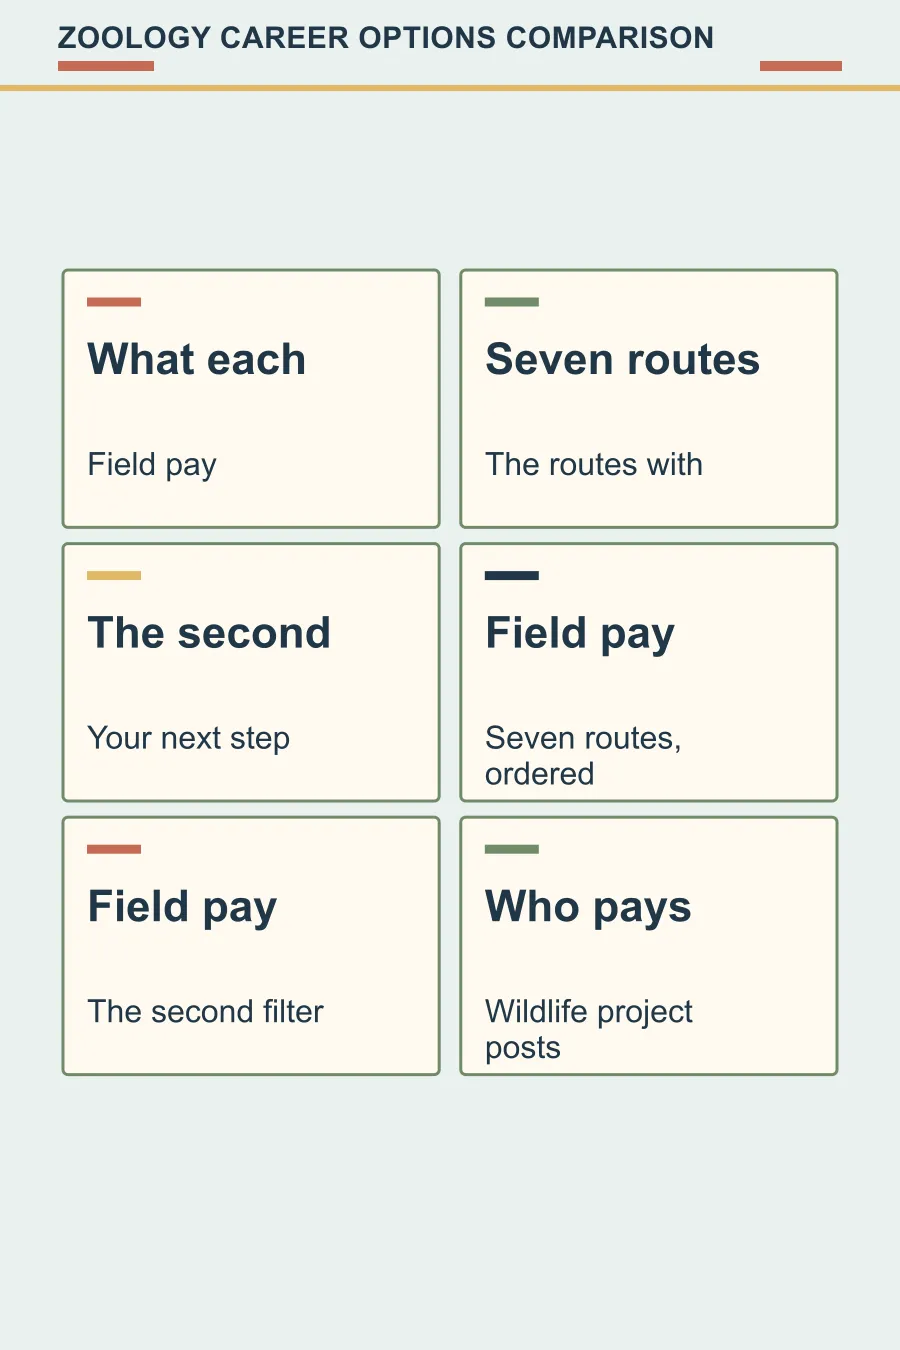 ZOOLOGY CAREER OPTIONS COMPARISON
What each
Field pay
Seven routes
The routes with
The second
Your next step
Field pay
Seven routes,
ordered
Field pay
The second filter
Who pays
Wildlife project
posts